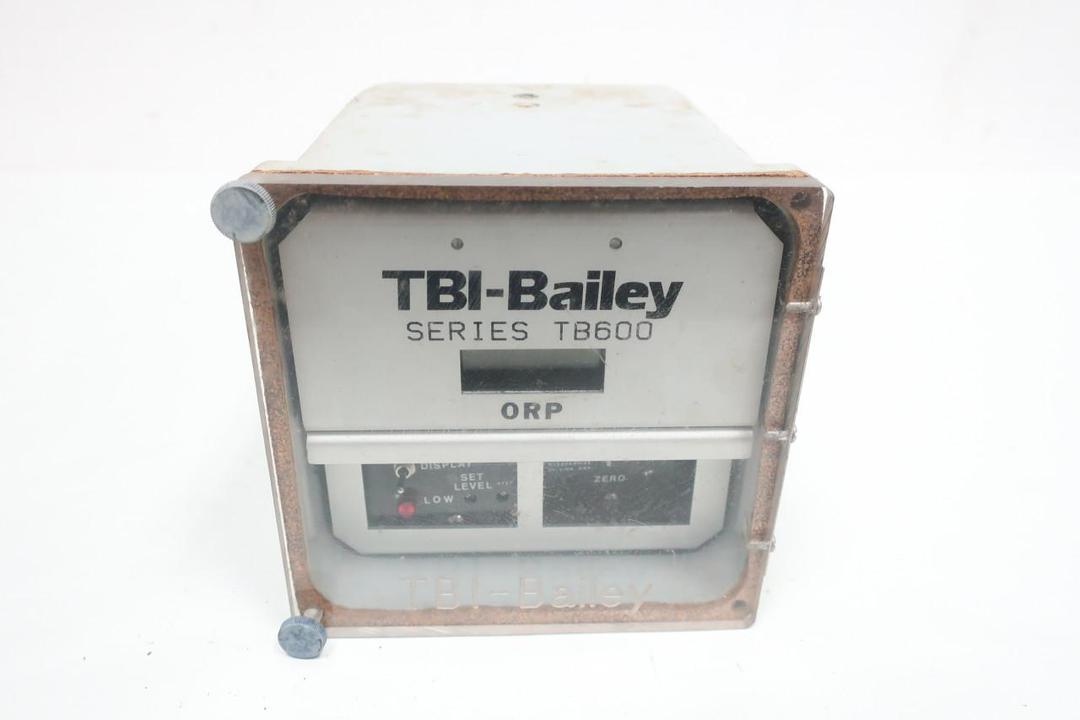 TBI-Bailey
SERIES TB600
ORP
DISPLAY
SET
LEVEL
LOW
ZERO
TBI-Bailey